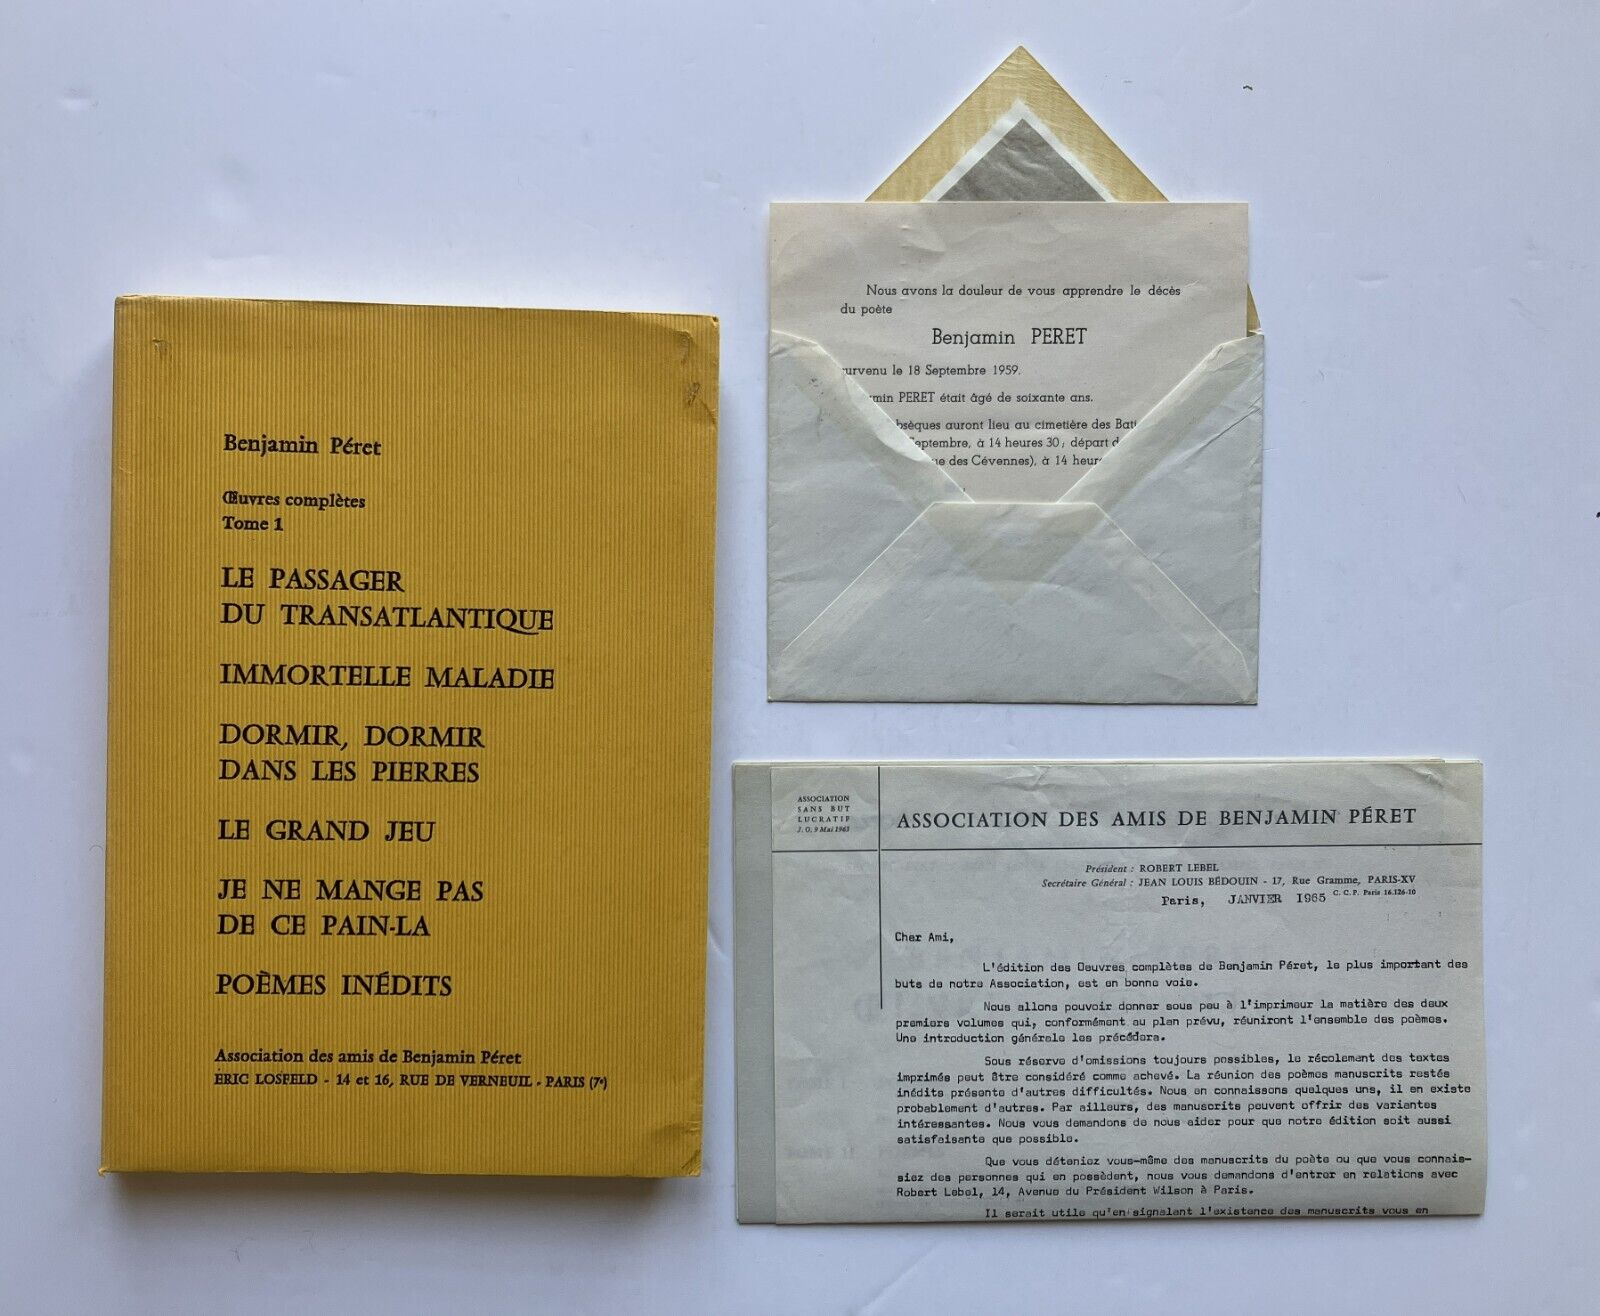 Benjamin Péret
Œuvres complètes
Tome 1
LE PASSAGER
DU TRANSATLANTIQUE
IMMORTELLE MALADIE
DORMIR, DORMIR
DANS LES PIERRES
LE GRAND JEU
JE NE MANGE PAS
DE CE PAIN-LA
POÈMES INÉDITS
Association des amis de Benjamin Péret
ERIC LOSFELD - 14 et 16, RUE DE VERNEUIL - PARIS (7e)
Nous avons la douleur de vous apprendre le décès
du poète
Benjamin PERET
urvenu le 18 Septembre 1959.
min PERET était âgé de soixante ans.
bsèques auront lieu au cimetière des Bati
eptembre, à 14 heures 30; départ d
ue des Cévennes), à 14 heur
ASSOCIATION
SANS BUT
LUCRATIF
J. O. 9 Mai 1963
ASSOCIATION DES AMIS DE BENJAMIN PÉRET
Président : ROBERT LEBEL
Secrétaire Général : JEAN LOUIS BÉDOUIN - 17, Rue Gramme, PARIS-XV
C. C. P. Paris 16.126-10
Paris, JANVIER 1965
Cher Ami,
L'édition des Oeuvres complètes de Benjamin Péret, le plus important des
buts de notre Association, est en bonne voie.
Nous allons pouvoir donner sous peu à l'imprimeur la matière des deux
premiers volumes qui, conformément au plan prévu, réuniront l'ensemble des poèmes.
Une introduction générale les précédera.
Sous réserve d'omissions toujours possibles, le récolement des textes
imprimés peut être considéré comme achevé. La réunion des poèmes manuscrits restés
inédits présente d'autres difficultés. Nous en connaissons quelques uns, il en existe
probablement d'autres. Par ailleurs, des manuscrits peuvent offrir des variantes
intéressantes. Nous vous demandons de nous aider pour que notre édition soit aussi
satisfaisante que possible.
Que vous déteniez vous-même des manuscrits du poète ou que vous connais-
siez des personnes qui en possèdent, nous vous demandons d'entrer en relations avec
Robert Lebel, 14, Avenue du Président Wilson à Paris.
Il serait utile qu'en signalant l'existence des manuscrits vous en